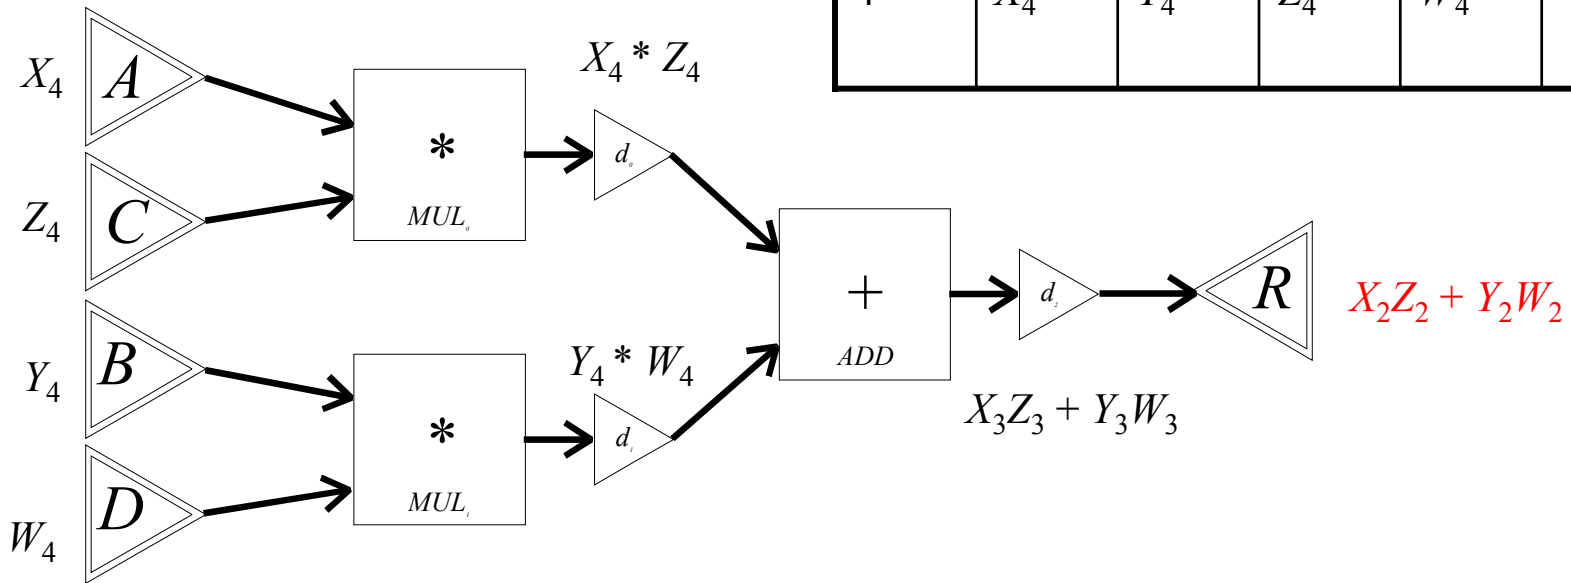 X₄ Y₄ Z₄ W₄
X₄ A
X₄ * Z₄
* MUL₀
d₀
Z₄ C
+ ADD
d₂
R
X₂Z₂ + Y₂W₂
X₃Z₃ + Y₃W₃
Y₄ B
Y₄ * W₄
* MUL₁
d₁
W₄ D